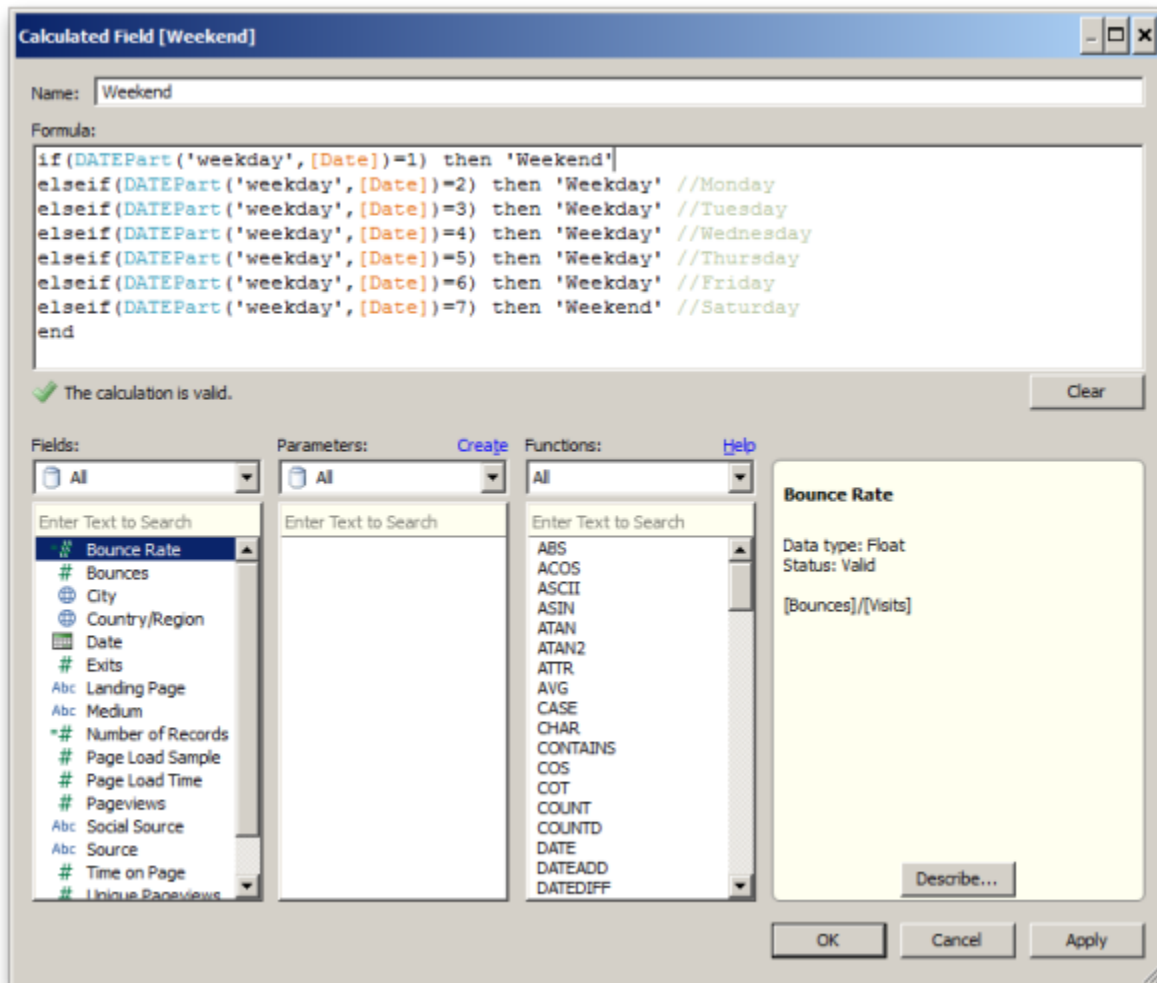 Calculated Field [Weekend]
Name: Weekend
Formula:
if(DATEPart('weekday',[Date])=1) then 'Weekend'
elseif(DATEPart('weekday',[Date])=2) then 'Weekday' //Monday
elseif(DATEPart('weekday',[Date])=3) then 'Weekday' //Tuesday
elseif(DATEPart('weekday',[Date])=4) then 'Weekday' //Wednesday
elseif(DATEPart('weekday',[Date])=5) then 'Weekday' //Thursday
elseif(DATEPart('weekday',[Date])=6) then 'Weekday' //Friday
elseif(DATEPart('weekday',[Date])=7) then 'Weekend' //Saturday
end
The calculation is valid.
Clear
Fields:
All
Enter Text to Search
Bounce Rate
# Bounces
City
Country/Region
Date
# Exits
Abc Landing Page
Abc Medium
=# Number of Records
# Page Load Sample
# Page Load Time
# Pageviews
Abc Social Source
Abc Source
# Time on Page
# Unique Pageviews
Parameters: Create
All
Enter Text to Search
Functions: Help
All
Enter Text to Search
ABS
ACOS
ASCII
ASIN
ATAN
ATAN2
ATTR
AVG
CASE
CHAR
CONTAINS
COS
COT
COUNT
COUNTD
DATE
DATEADD
DATEDIFF
Bounce Rate
Data type: Float
Status: Valid
[Bounces]/[Visits]
Describe...
OK
Cancel
Apply